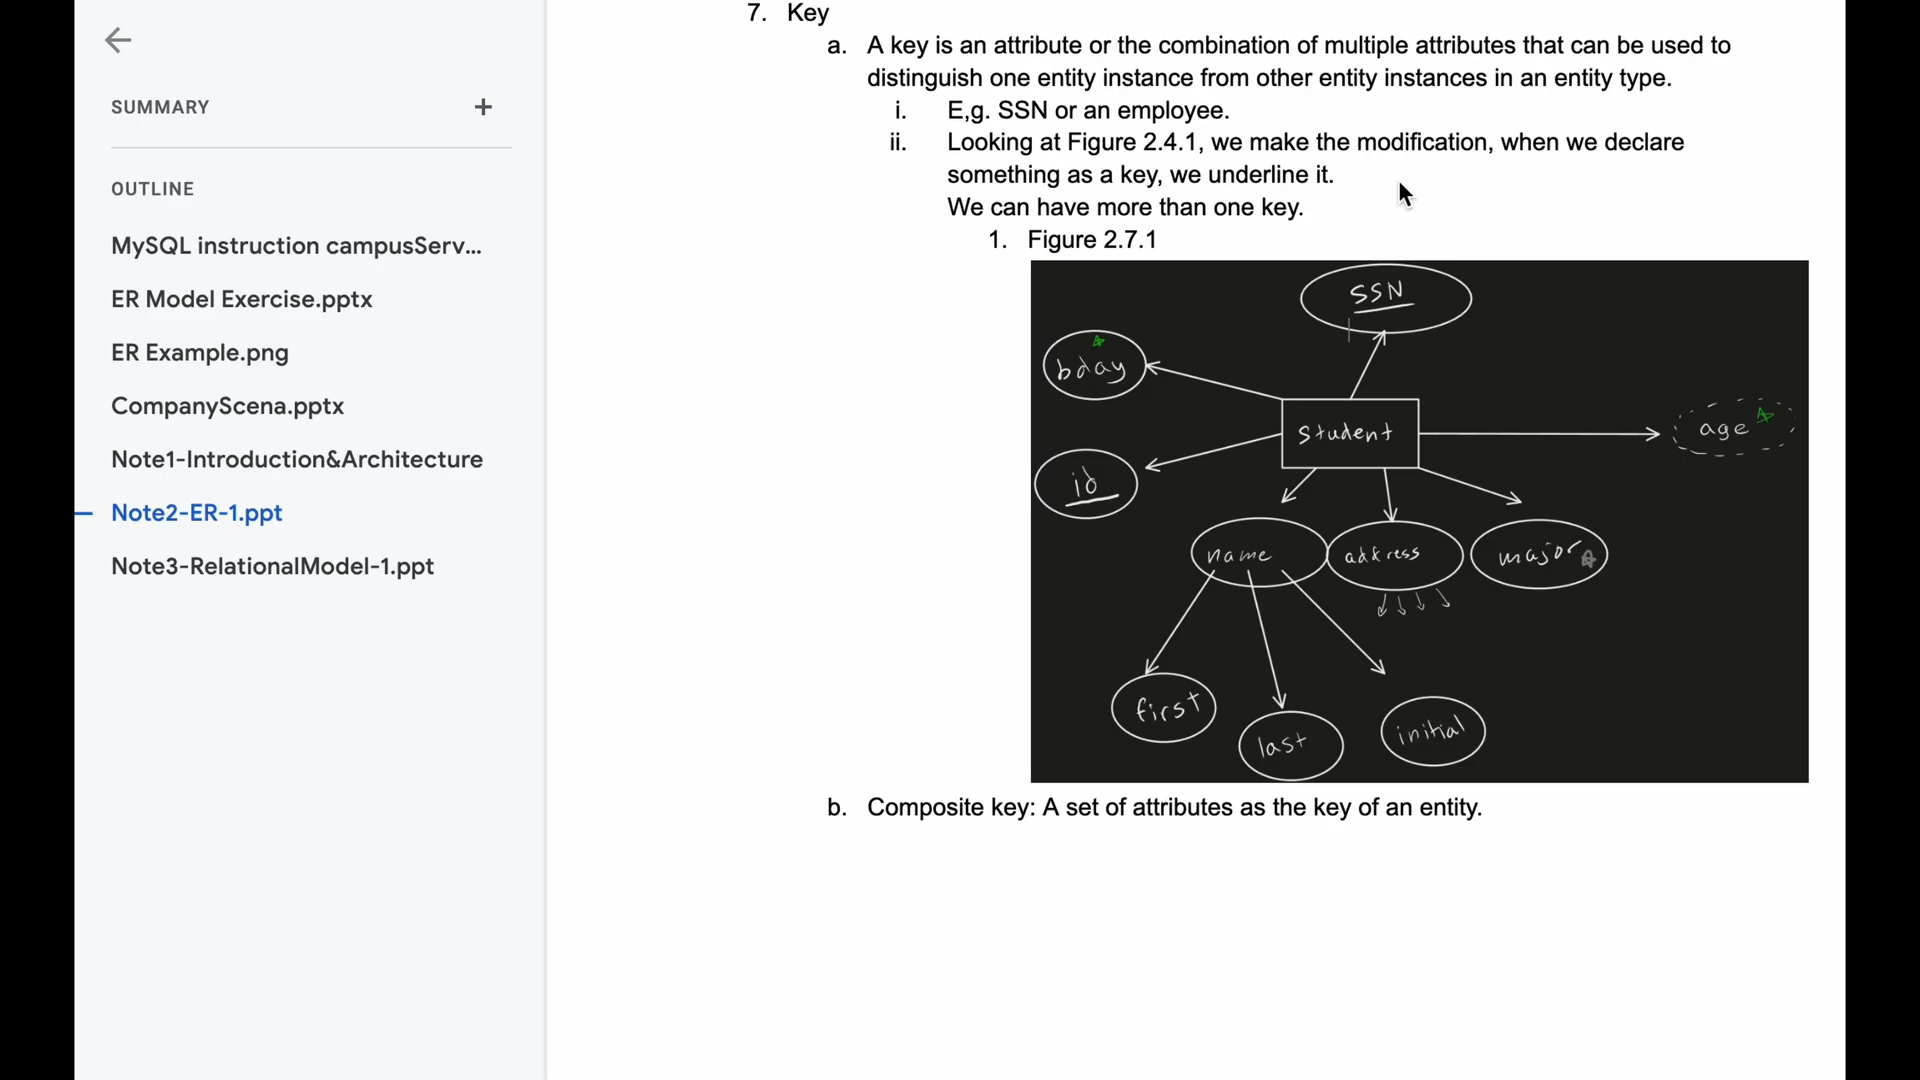 SUMMARY
OUTLINE
MySQL instruction campusServ...
ER Model Exercise.pptx
ER Example.png
CompanyScena.pptx
Note1-Introduction&Architecture
Note2-ER-1.ppt
Note3-RelationalModel-1.ppt
7. Key
a. A key is an attribute or the combination of multiple attributes that can be used to
distinguish one entity instance from other entity instances in an entity type.
i. E,g. SSN or an employee.
ii. Looking at Figure 2.4.1, we make the modification, when we declare
something as a key, we underline it.
We can have more than one key.
1. Figure 2.7.1
SSN
bday
student
age
id
name
address
major
first
last
initial
b. Composite key: A set of attributes as the key of an entity.